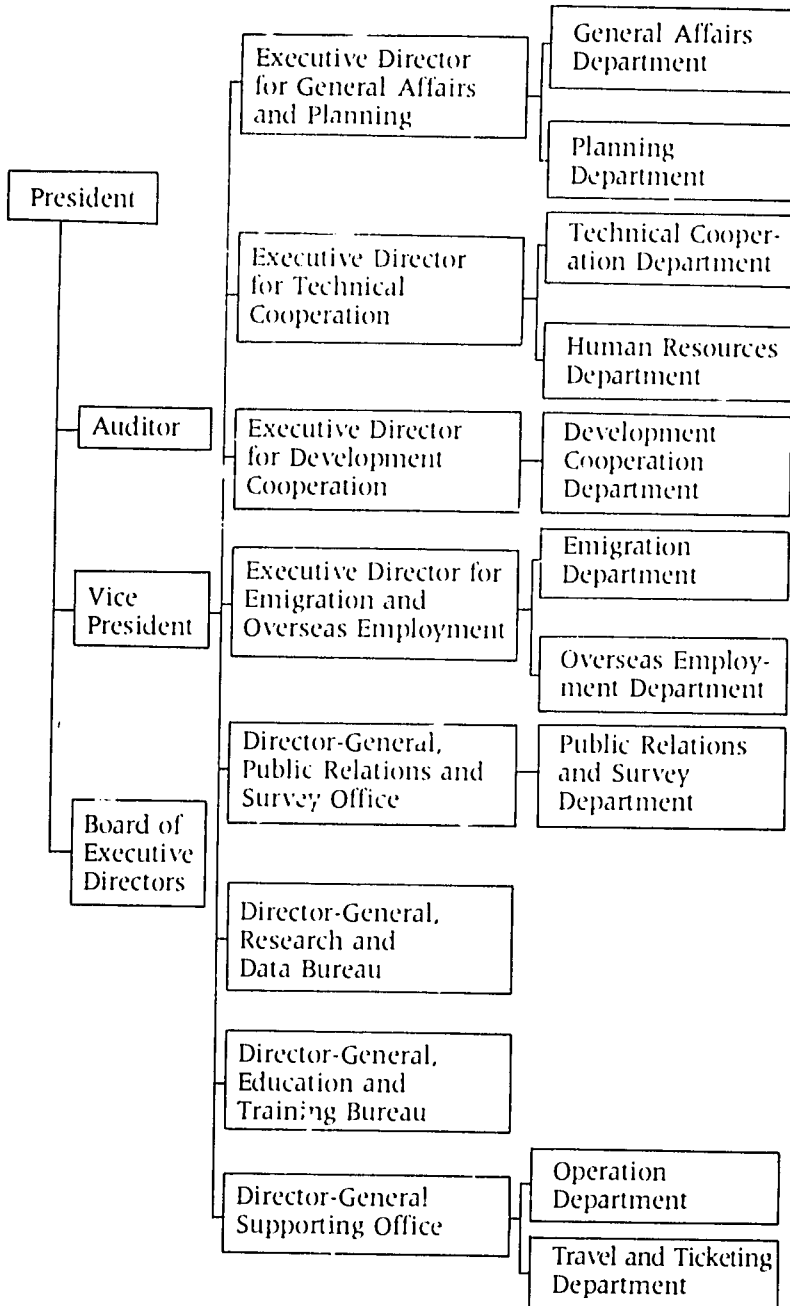 President
Auditor
Vice
President
Board of
Executive
Directors
Executive Director
for General Affairs
and Planning
General Affairs
Department
Planning
Department
Executive Director
for Technical
Cooperation
Technical Cooper-
ation Department
Human Resources
Department
Executive Director
for Development
Cooperation
Development
Cooperation
Department
Executive Director for
Emigration and
Overseas Employment
Emigration
Department
Overseas Employ-
ment Department
Director-General,
Public Relations and
Survey Office
Public Relations
and Survey
Department
Director-General,
Research and
Data Bureau
Director-General,
Education and
Training Bureau
Director-General
Supporting Office
Operation
Department
Travel and Ticketing
Department